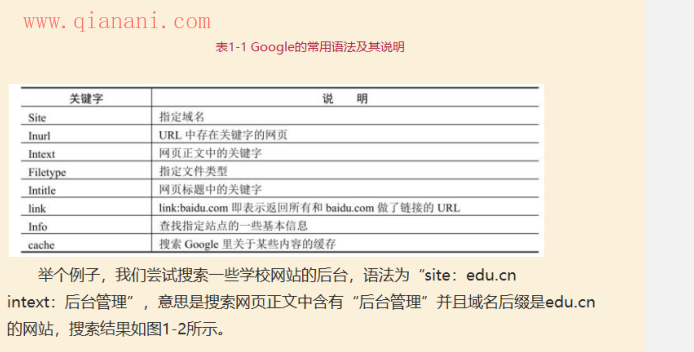 www.qianani.com
表1-1 Google的常用语法及其说明
关键字 说 明
Site 指定域名
Inurl URL 中存在关键字的网页
Intext 网页正文中的关键字
Filetype 指定文件类型
Intitle 网页标题中的关键字
link link:baidu.com 即表示返回所有和 baidu.com 做了链接的 URL
Info 查找指定站点的一些基本信息
cache 搜索 Google 里关于某些内容的缓存
举个例子，我们尝试搜索一些学校网站的后台，语法为“site：edu.cn
intext：后台管理”，意思是搜索网页正文中含有“后台管理”并且域名后缀是edu.cn
的网站，搜索结果如图1-2所示。